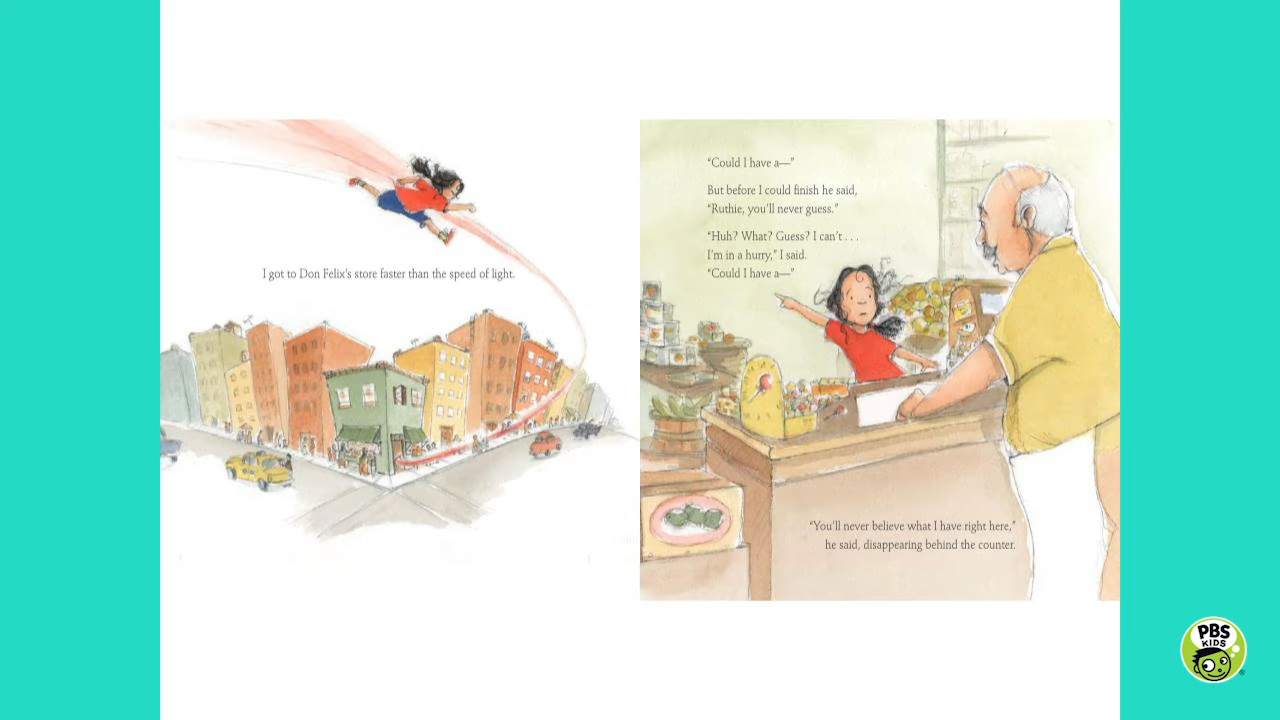 I got to Don Felix's store faster than the speed of light.
“Could I have a—”
But before I could finish he said,
“Ruthie, you'll never guess.”
“Huh? What? Guess? I can't . . .
I'm in a hurry,” I said.
“Could I have a—”
“You'll never believe what I have right here,”
he said, disappearing behind the counter.
PBS
KIDS